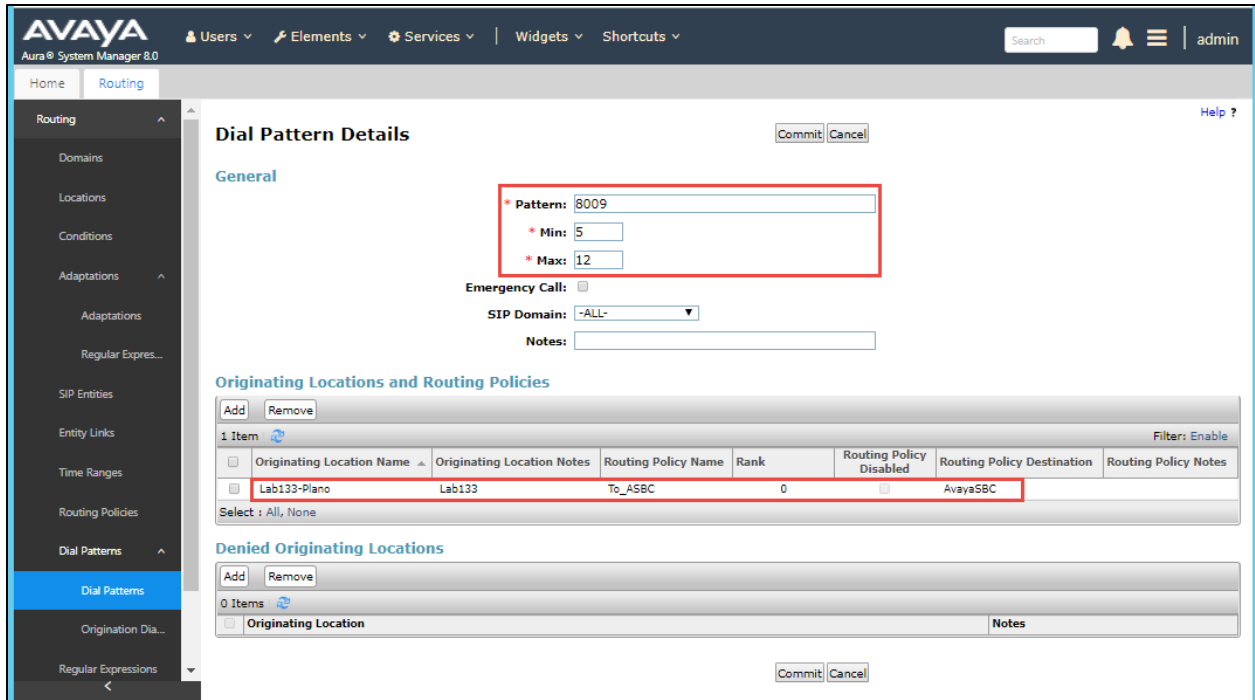 AVAYA
Aura® System Manager 8.0
Users Elements Services | Widgets Shortcuts
Search
admin
Home Routing
Help ?
Routing
Domains
Locations
Conditions
Adaptations
Adaptations
Regular Expres...
SIP Entities
Entity Links
Time Ranges
Routing Policies
Dial Patterns
Dial Patterns
Origination Dia...
Regular Expressions
<
Dial Pattern Details
Commit Cancel
General
* Pattern: 8009
* Min: 5
* Max: 12
Emergency Call:
SIP Domain: -ALL-
Notes:
Originating Locations and Routing Policies
Add Remove
1 Item Filter: Enable
Originating Location Name Originating Location Notes Routing Policy Name Rank Routing Policy Disabled Routing Policy Destination Routing Policy Notes
Lab133-Plano Lab133 To_ASBC 0 AvayaSBC
Select : All, None
Denied Originating Locations
Add Remove
0 Items
Originating Location Notes
Commit Cancel